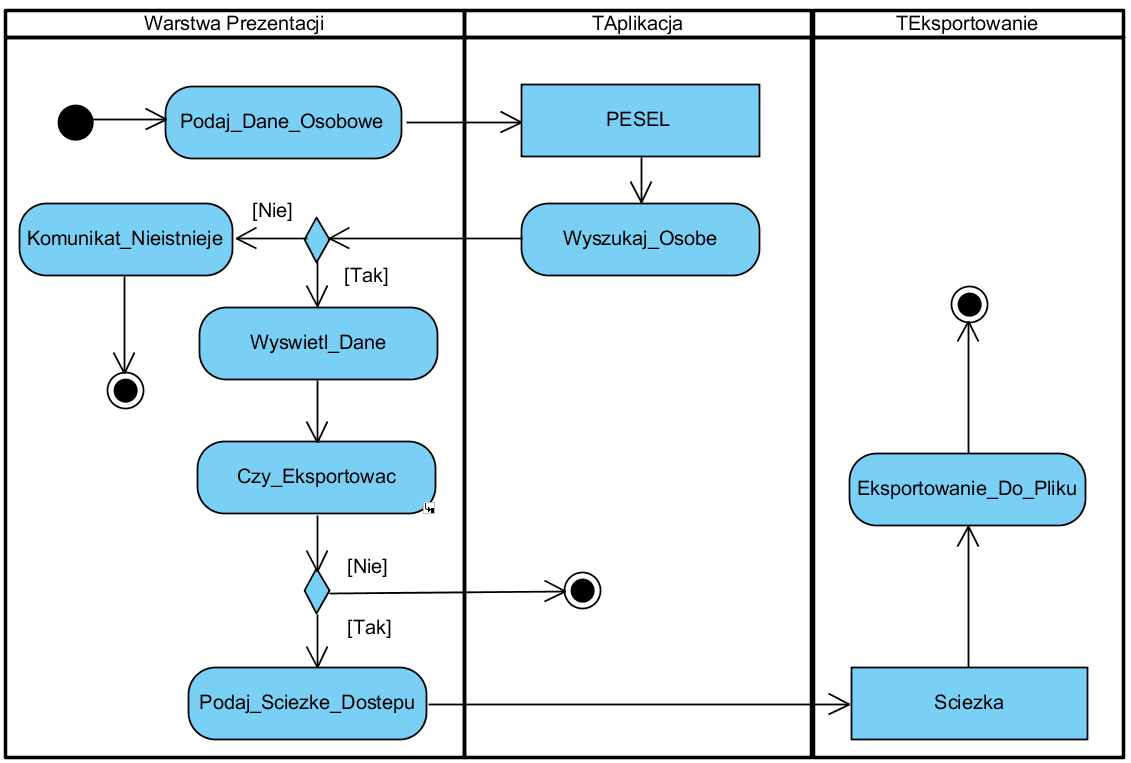 Warstwa Prezentacji
TAplikacja
TEksportowanie
Podaj_Dane_Osobowe
PESEL
[Nie]
Komunikat_Nieistnieje
Wyszukaj_Osobe
[Tak]
Wyswietl_Dane
Czy_Eksportowac
Eksportowanie_Do_Pliku
[Nie]
[Tak]
Podaj_Sciezke_Dostepu
Sciezka